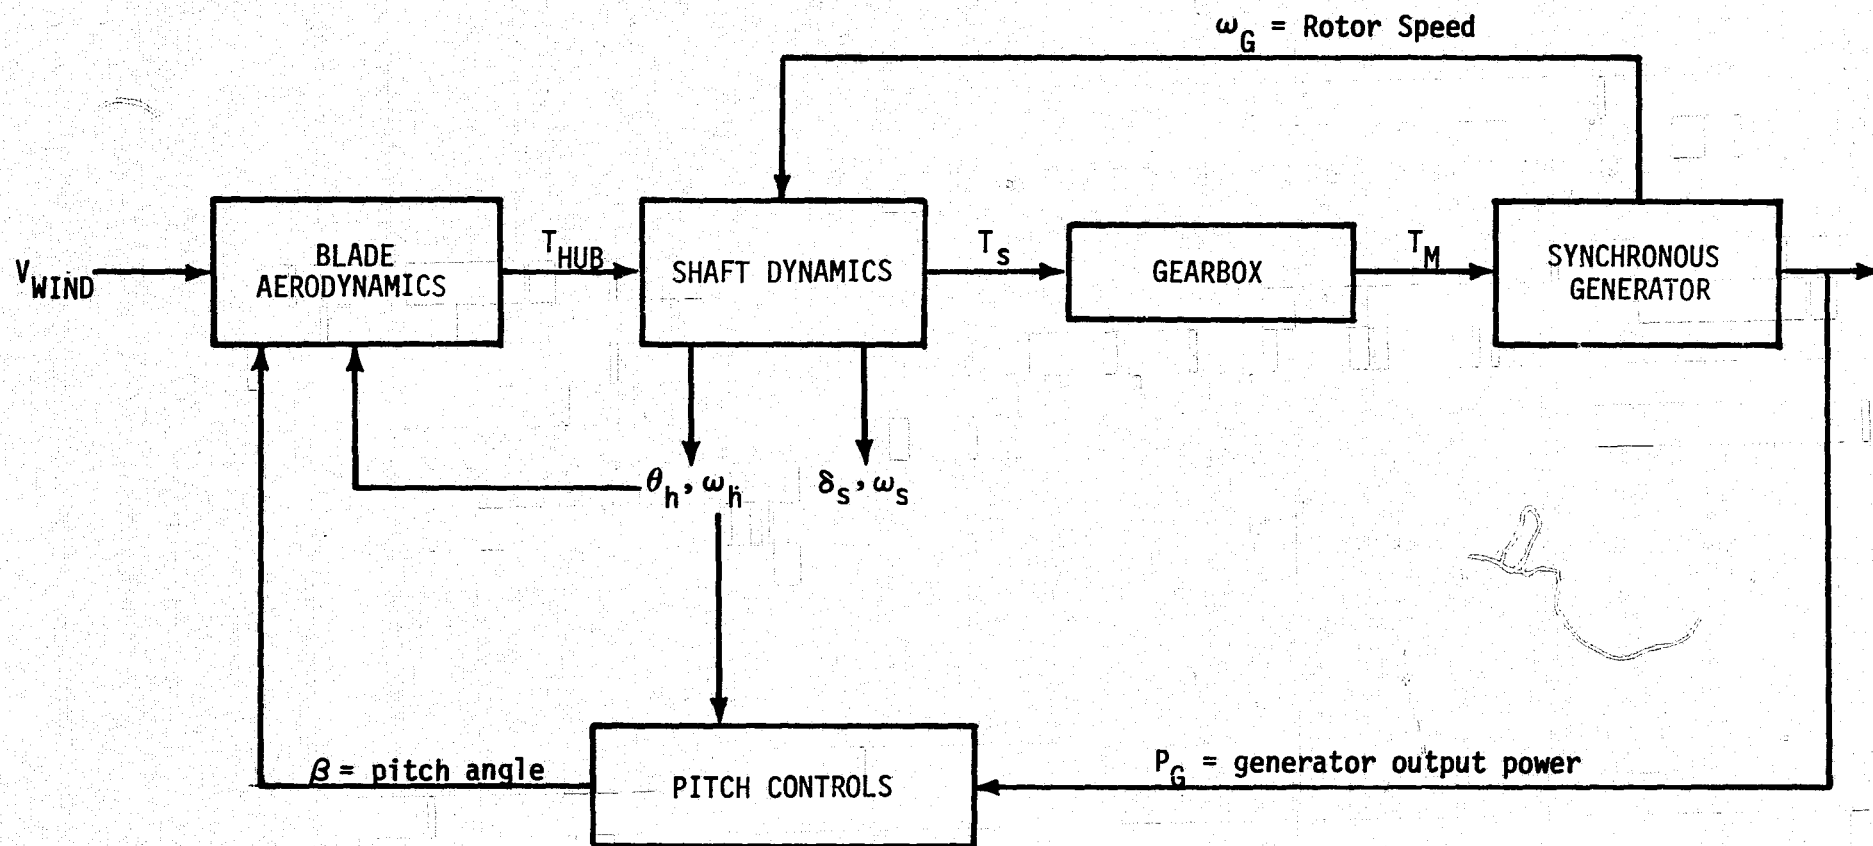 ω_G = Rotor Speed
V_WIND
BLADE
AERODYNAMICS
T_HUB
SHAFT DYNAMICS
T_s
GEARBOX
T_M
SYNCHRONOUS
GENERATOR
θ_h, ω_h
δ_s, ω_s
β = pitch angle
PITCH CONTROLS
P_G = generator output power